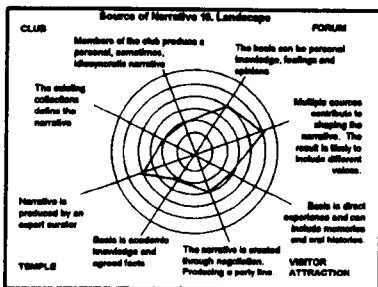 Source of Narrative 16. Landscape
CLUB
FORUM
Members of the club produce a
personal, sometimes,
idiosyncratic narrative
The basis can be personal
knowledge, feelings and
opinions
The existing
collections
define the
narrative
Multiple sources
contribute to
shaping the
narrative. The
result is likely to
include different
voices.
Narrative is
produced by an
expert curator
Basis is direct
experience and can
include memories
and oral histories.
Basis is academic
knowledge and
agreed facts
The narrative is created
through negotiation.
Producing a party line.
TEMPLE
VISITOR
ATTRACTION